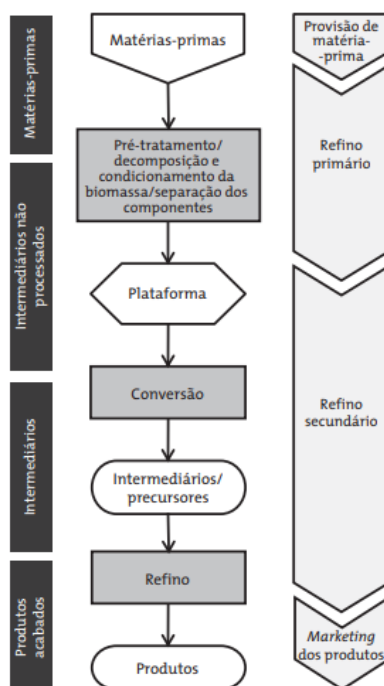 Matérias-primas
Intermediários não
processados
Intermediários
Produtos
acabados
Matérias-primas
Pré-tratamento/
decomposição e
condicionamento da
biomassa/separação dos
componentes
Plataforma
Conversão
Intermediários/
precursores
Refino
Produtos
Provisão de
matéria-
-prima
Refino
primário
Refino
secundário
Marketing
dos produtos